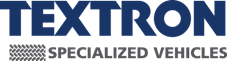 TEXTRON
SPECIALIZED VEHICLES